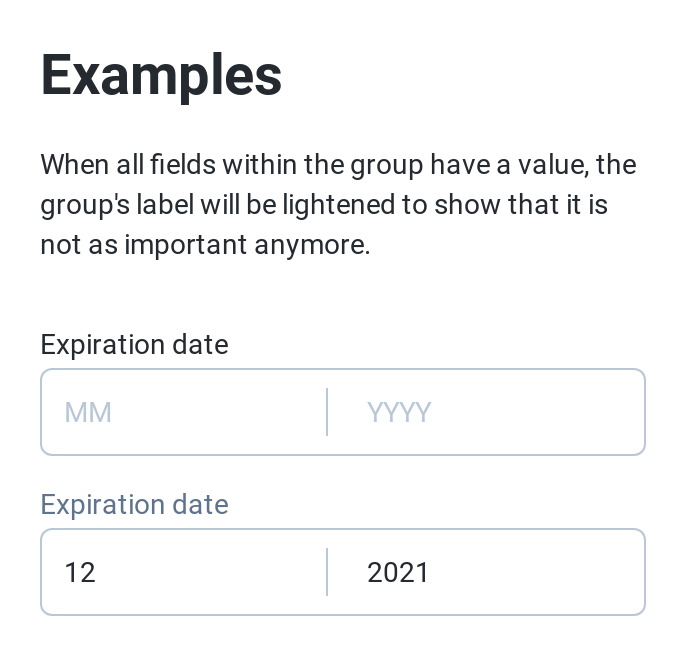 Examples
When all fields within the group have a value, the
group's label will be lightened to show that it is
not as important anymore.
Expiration date
MM YYYY
Expiration date
12 2021